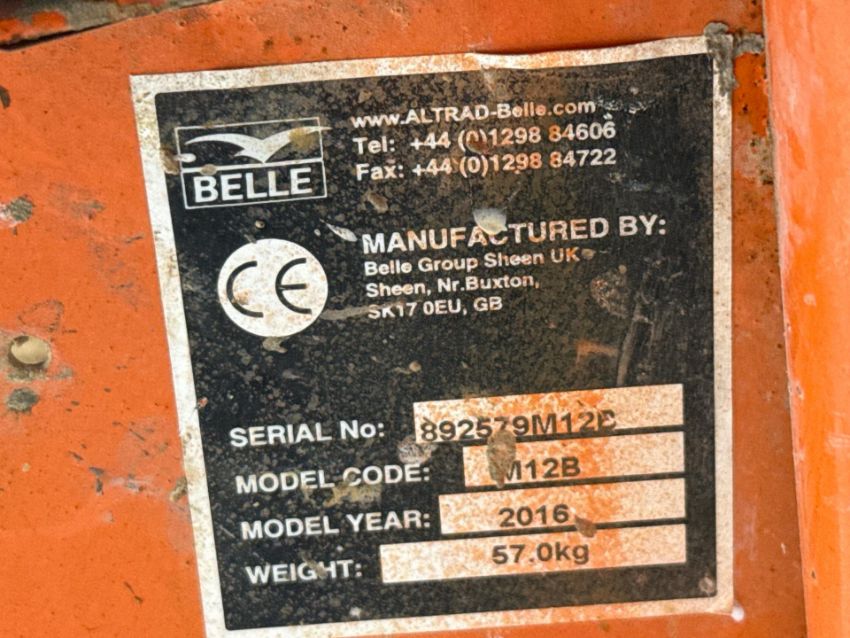 BELLE
www.ALTRAD-Belle.com
Tel: +44 (0)1298 84606
Fax: +44 (0)1298 84722
CE
MANUFACTURED BY:
Belle Group Sheen UK
Sheen, Nr.Buxton,
SK17 0EU, GB
SERIAL No: 892579M12B
MODEL CODE: M12B
MODEL YEAR: 2016
WEIGHT: 57.0kg